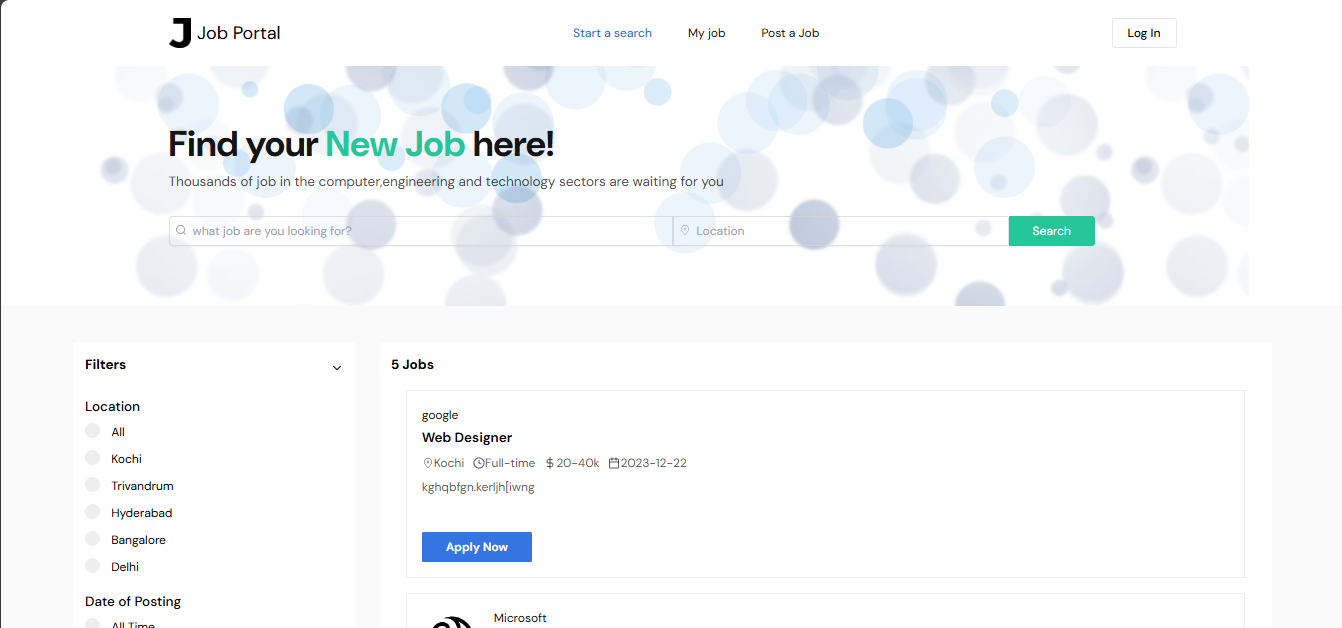 J Job Portal
Start a search
My job
Post a Job
Log In
Find your New Job here!
Thousands of job in the computer,engineering and technology sectors are waiting for you
what job are you looking for?
Location
Search
Filters
Location
All
Kochi
Trivandrum
Hyderabad
Bangalore
Delhi
Date of Posting
All Time
5 Jobs
google
Web Designer
Kochi Full-time $ 20-40k 2023-12-22
kghqbfgn.kerljh[iwng
Apply Now
Microsoft